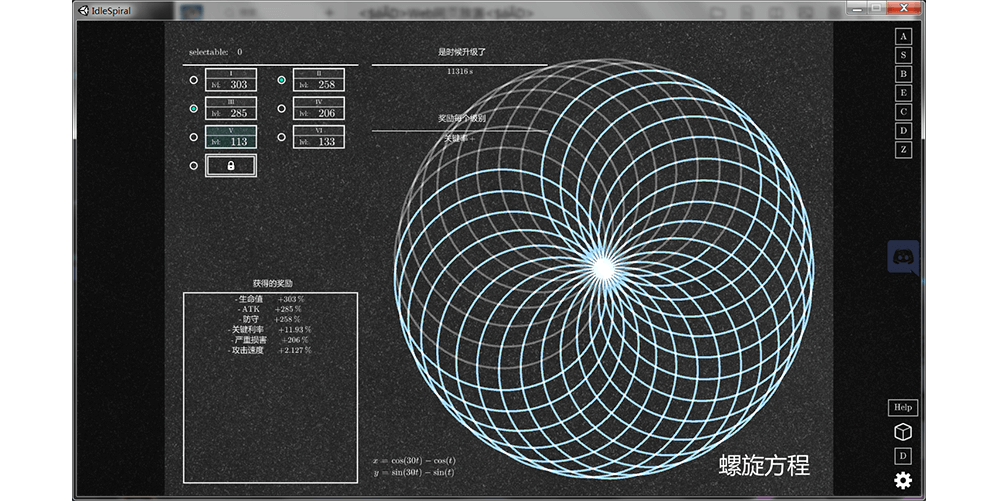 IdleSpiral
selectable: 0
I
lvl: 303
II
lvl: 258
III
lvl: 285
IV
lvl: 206
V
lvl: 113
VI
lvl: 133
是时候升级了
11316 s
奖励每个级别
关键率 +
获得的奖励
- 生命值 +303 %
- ATK +285 %
- 防守 +258 %
- 关键利率 +11.93 %
- 严重损害 +206 %
- 攻击速度 +2.127 %
x = cos(30t) − cos(t)
y = sin(30t) − sin(t)
螺旋方程
A
S
B
E
C
D
Z
Help
D